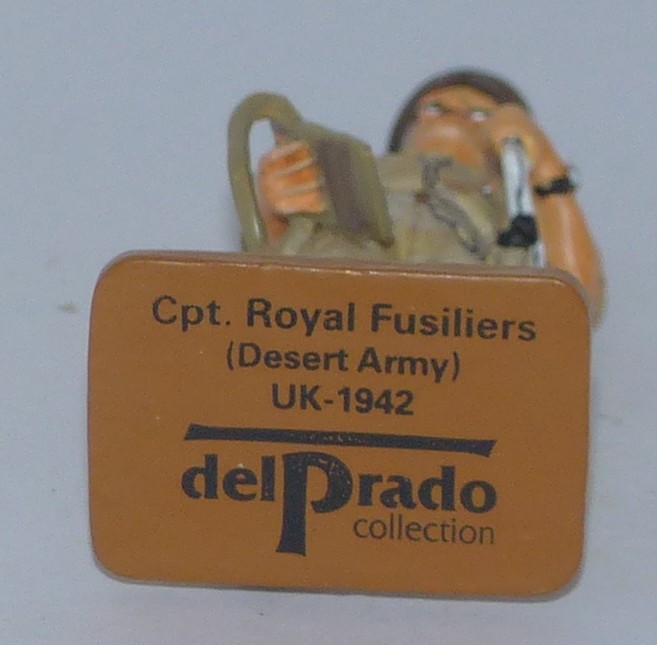 Cpt. Royal Fusiliers
(Desert Army)
UK-1942
delPrado
collection